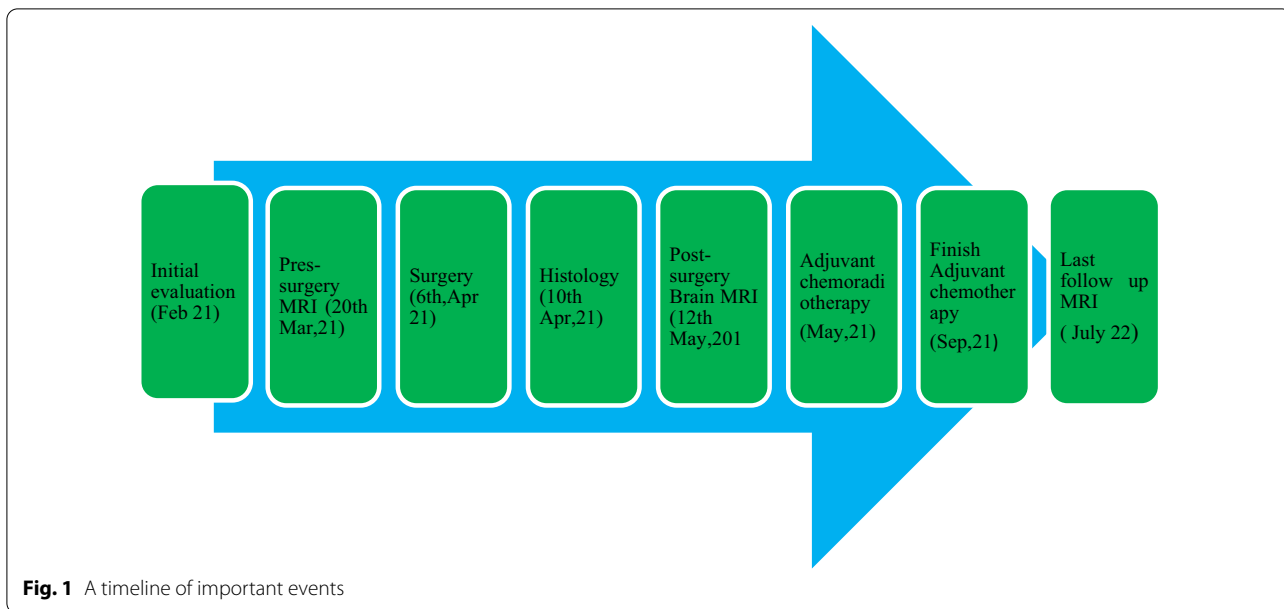 Initial
evaluation
(Feb 21)
Pres-
surgery
MRI (20th
Mar,21)
Surgery
(6th,Apr
21)
Histology
(10th
Apr,21)
Post-
surgery
Brain MRI
(12th
May,201
Adjuvant
chemoradi
otherapy
(May,21)
Finish
Adjuvant
chemother
apy
(Sep,21)
Last
follow up
MRI
( July 22)
Fig. 1 A timeline of important events